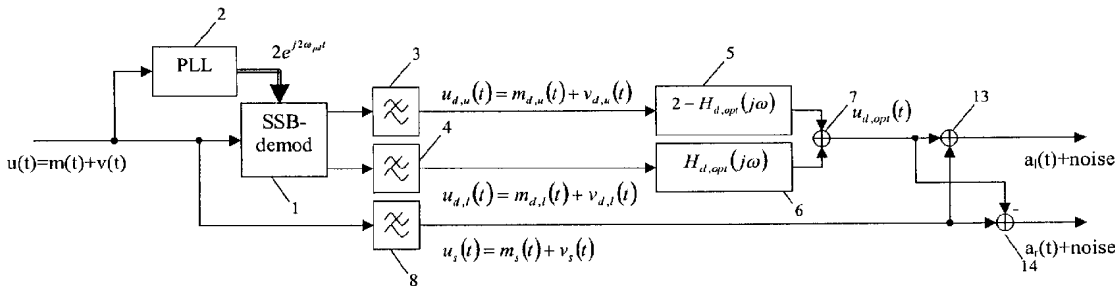 2
PLL
2e^{j2ω_{pd}t}
3
5
u_{d,u}(t)= m_{d,u}(t)+ v_{d,u}(t)
2 − H_{d,opt}(jω)
7
u_{d,opt}(t)
13
SSB-
demod
4
u(t)=m(t)+v(t)
H_{d,opt}(jω)
a_l(t)+noise
1
u_{d,l}(t)= m_{d,l}(t)+ v_{d,l}(t)
6
-
u_s(t)= m_s(t)+ v_s(t)
a_r(t)+noise
8
14